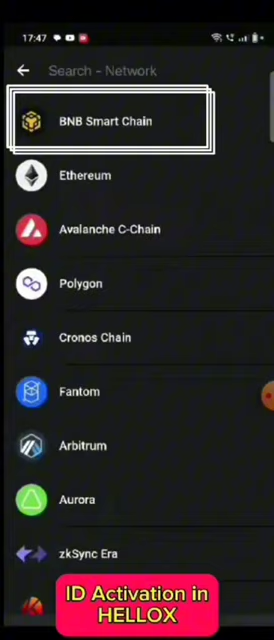 17:47
Search - Network
BNB Smart Chain
Ethereum
Avalanche C-Chain
Polygon
Cronos Chain
Fantom
Arbitrum
Aurora
zkSync Era
ID Activation in
HELLOX